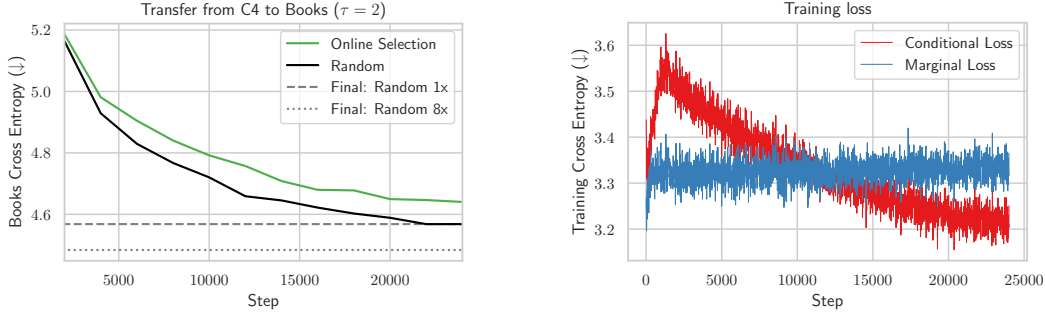 Transfer from C4 to Books (τ = 2)
Books Cross Entropy (↓)
5.2
5.0
4.8
4.6
Online Selection
Random
Final: Random 1x
Final: Random 8x
5000
10000
15000
20000
Step
Training loss
Training Cross Entropy (↓)
3.6
3.5
3.4
3.3
3.2
Conditional Loss
Marginal Loss
0
5000
10000
15000
20000
25000
Step